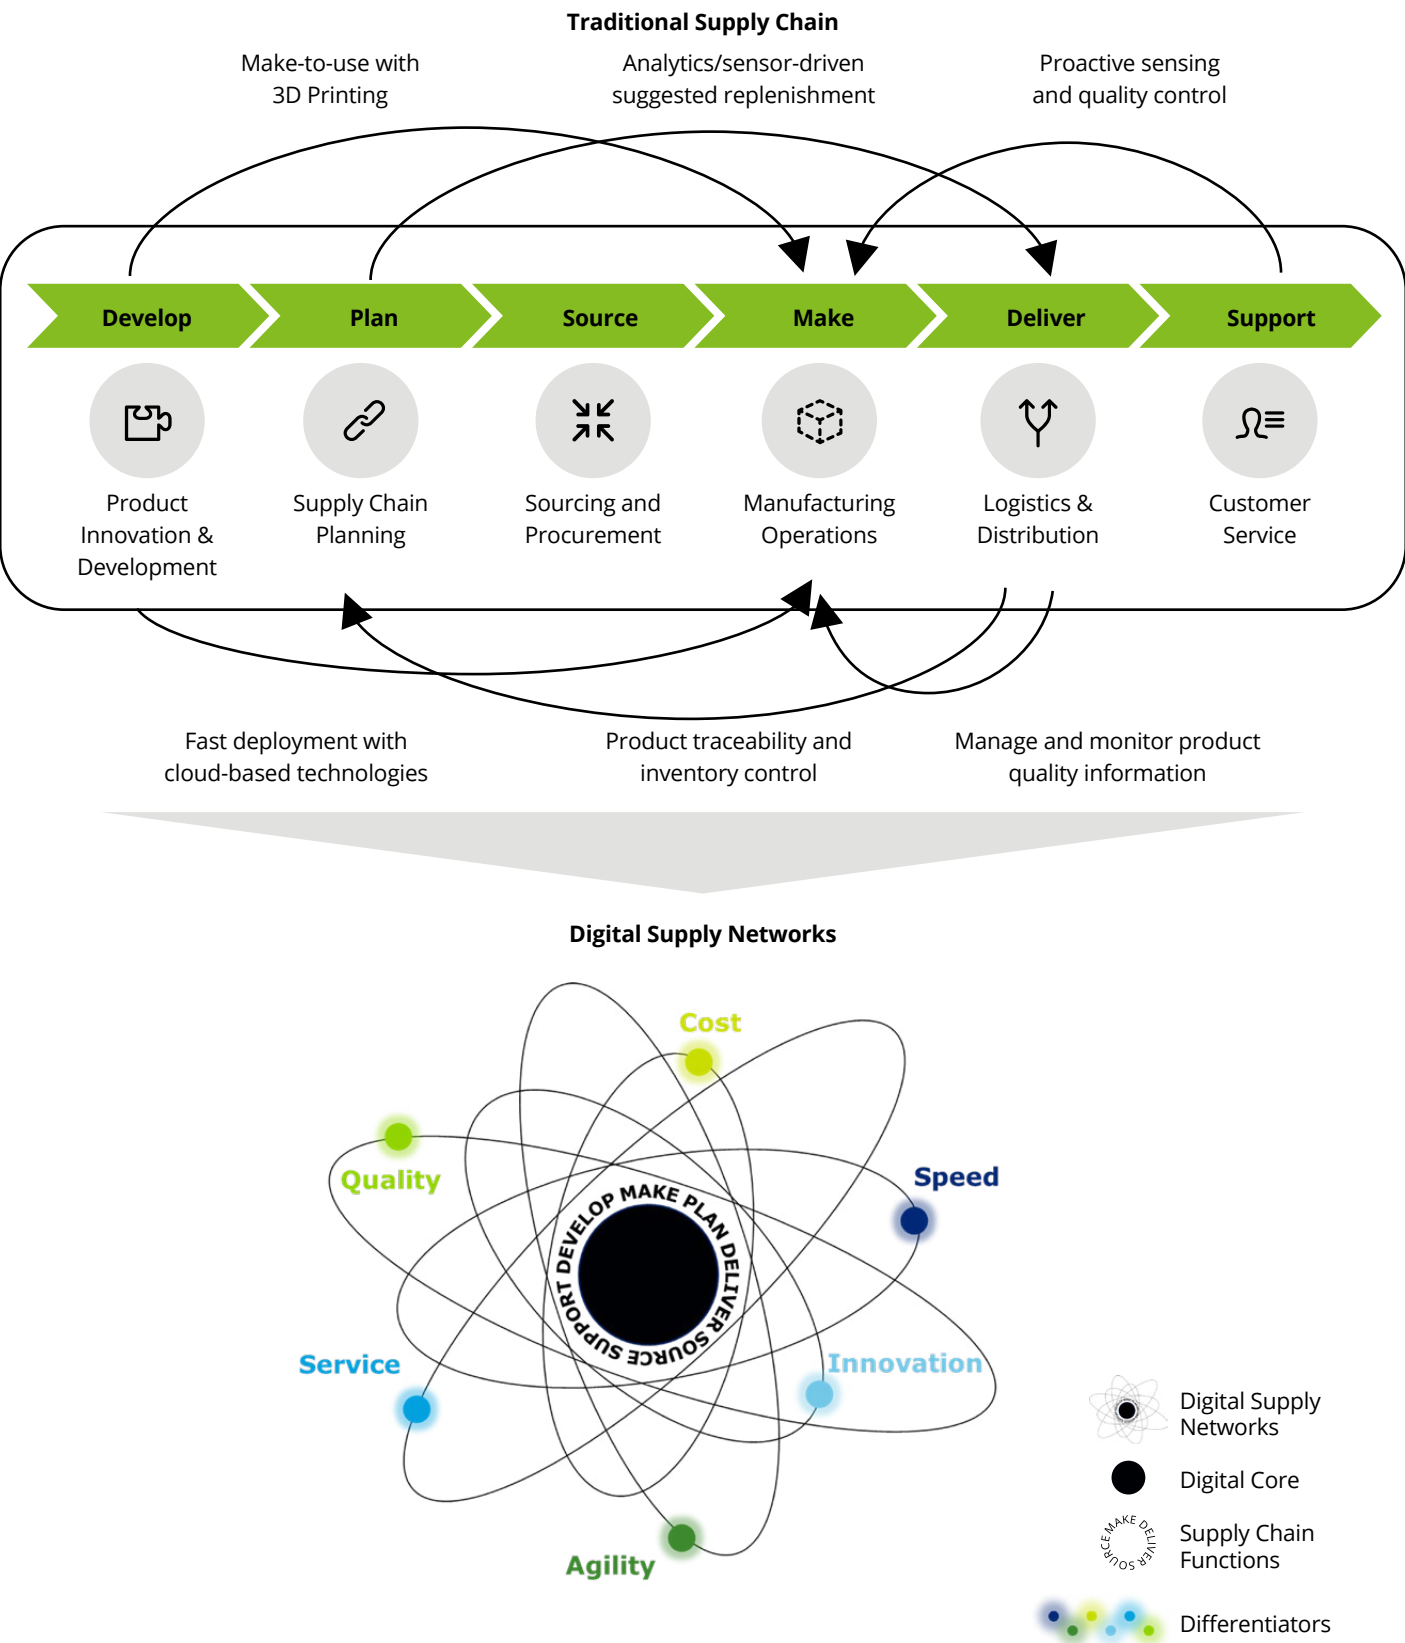 Traditional Supply Chain
Make-to-use with
3D Printing
Analytics/sensor-driven
suggested replenishment
Proactive sensing
and quality control
Develop
Plan
Source
Make
Deliver
Support
Product
Innovation &
Development
Supply Chain
Planning
Sourcing and
Procurement
Manufacturing
Operations
Logistics &
Distribution
Customer
Service
Fast deployment with
cloud-based technologies
Product traceability and
inventory control
Manage and monitor product
quality information
Digital Supply Networks
Cost
Quality
Speed
DEVELOP MAKE PLAN DELIVER SOURCE SUPPORT
Service
Innovation
Agility
Digital Supply
Networks
Digital Core
SOURCE MAKE DELIVER
Supply Chain
Functions
Differentiators